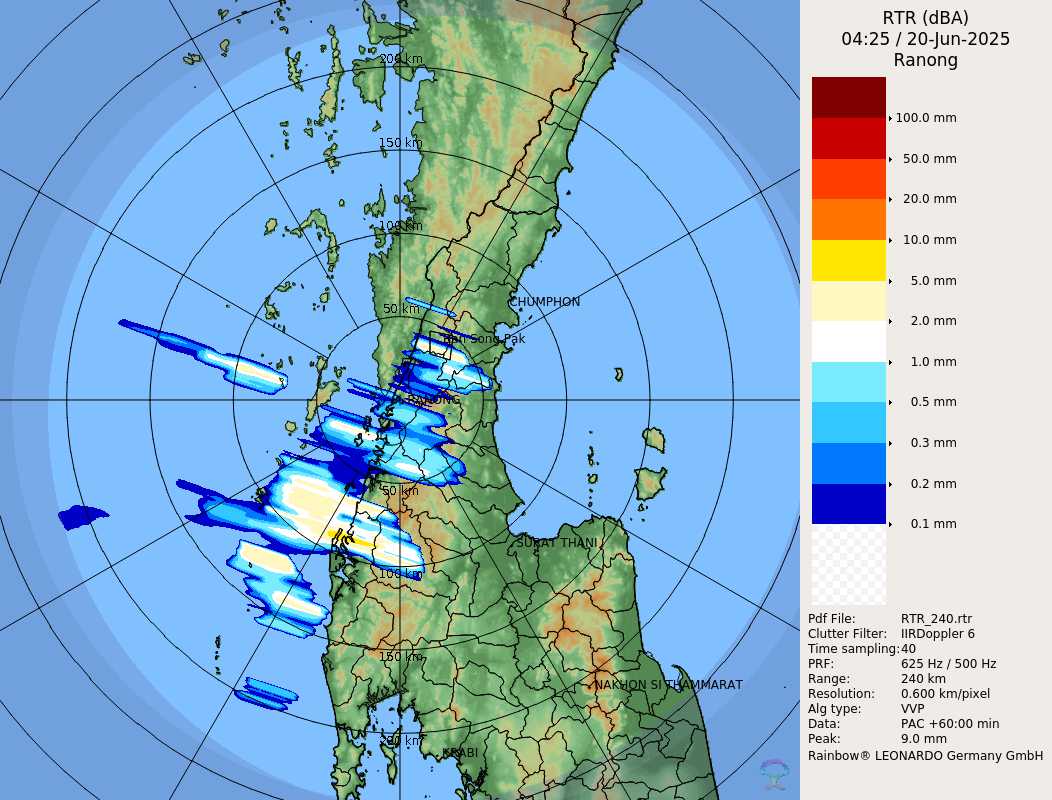 RTR (dBA)
04:25 / 20-Jun-2025
Ranong
100.0 mm
50.0 mm
20.0 mm
10.0 mm
5.0 mm
2.0 mm
1.0 mm
0.5 mm
0.3 mm
0.2 mm
0.1 mm
Pdf File: RTR_240.rtr
Clutter Filter: IIRDoppler 6
Time sampling: 40
PRF: 625 Hz / 500 Hz
Range: 240 km
Resolution: 0.600 km/pixel
Alg type: VVP
Data: PAC +60:00 min
Peak: 9.0 mm
Rainbow® LEONARDO Germany GmbH
200 km
150 km
100 km
CHUMPHON
50 km
Ban Song Pak
RANONG
50 km
SURAT THANI
100 km
150 km
NAKHON SI THAMMARAT
200 km
KRABI